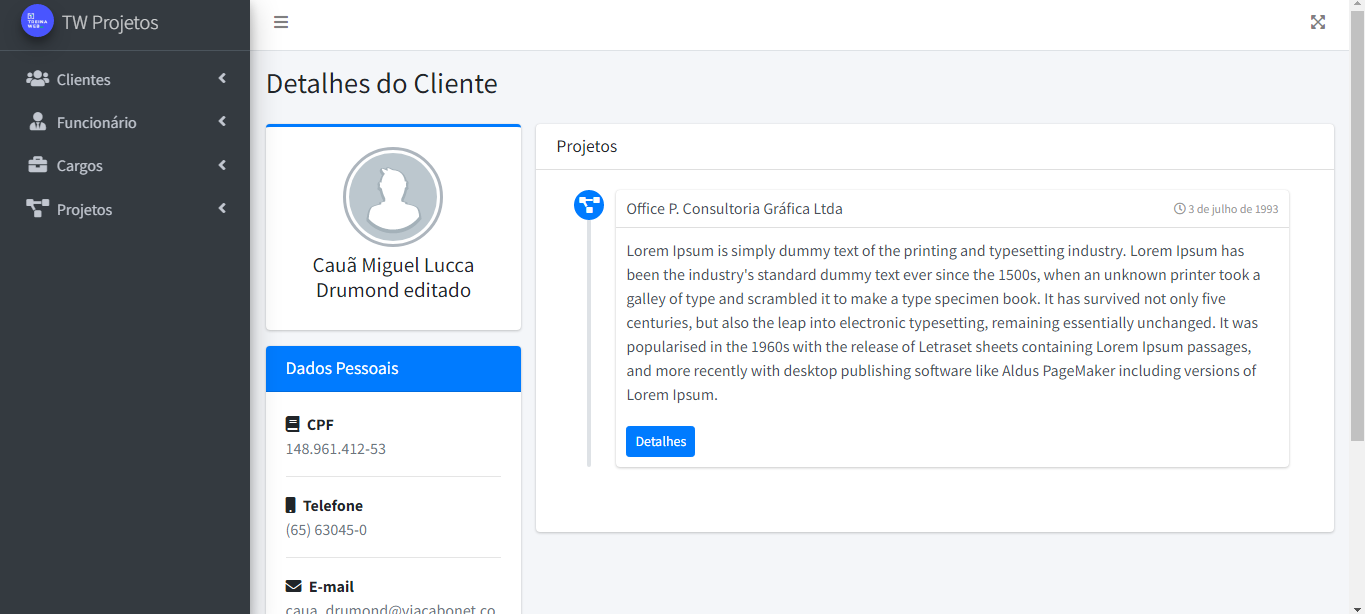 TREINA
WEB
TW Projetos
Clientes
Funcionário
Cargos
Projetos
Detalhes do Cliente
Cauã Miguel Lucca
Drumond editado
Dados Pessoais
CPF
148.961.412-53
Telefone
(65) 63045-0
E-mail
caua_drumond@viacabonet.co
Projetos
Office P. Consultoria Gráfica Ltda
3 de julho de 1993
Lorem Ipsum is simply dummy text of the printing and typesetting industry. Lorem Ipsum has
been the industry's standard dummy text ever since the 1500s, when an unknown printer took a
galley of type and scrambled it to make a type specimen book. It has survived not only five
centuries, but also the leap into electronic typesetting, remaining essentially unchanged. It was
popularised in the 1960s with the release of Letraset sheets containing Lorem Ipsum passages,
and more recently with desktop publishing software like Aldus PageMaker including versions of
Lorem Ipsum.
Detalhes